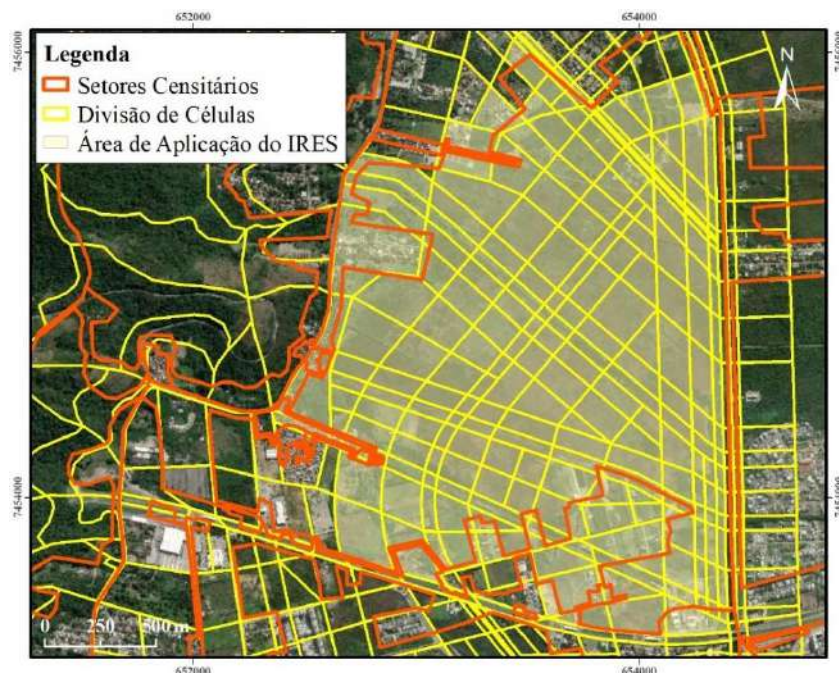 652000 654000
7456000
Legenda
Setores Censitários
Divisão de Células
Área de Aplicação do IRES
N
7454000
0 250 500 m
652000 654000